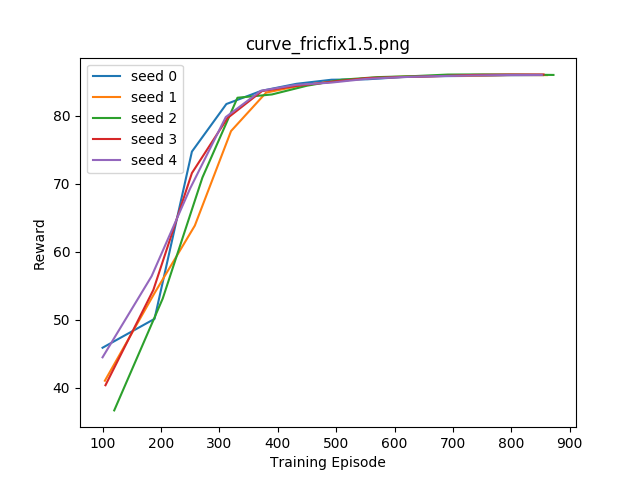 curve_fricfix1.5.png
seed 0
seed 1
seed 2
seed 3
seed 4
Reward
80
70
60
50
40
100 200 300 400 500 600 700 800 900
Training Episode